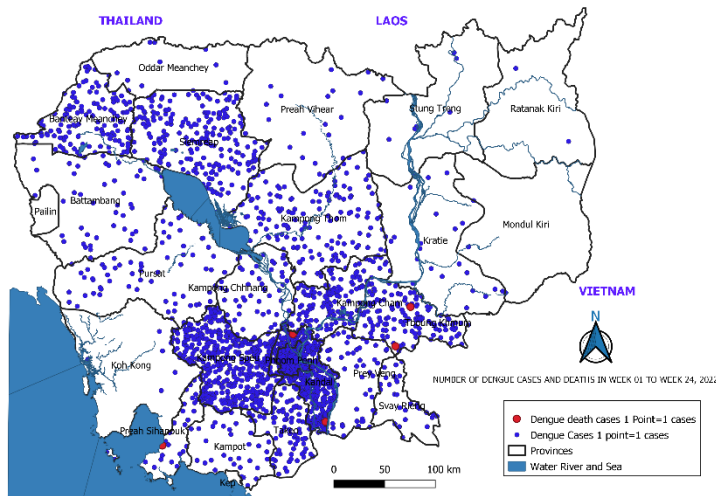 THAILAND
LAOS
Oddar Meanchey
Preah Vihear
Stung Treng
Ratanak Kiri
Banteay Meanchey
Siemreap
Battambang
Pailin
Kampong Thom
Mondul Kiri
Kratie
Pursat
Kampong Chhnang
VIETNAM
Kampong Cham
N
Koh Kong
Kampong Speu
Phnom Penh
Prey Veng
Kandal
NUMBER OF DENGUE CASES AND DEATHS IN WEEK 01 TO WEEK 24, 2022
Svay Rieng
Preah Sihanouk
Takeo
Kampot
Kep
0 50 100 km
Dengue death cases 1 Point=1 cases
Dengue Cases 1 point=1 cases
Provinces
Water River and Sea